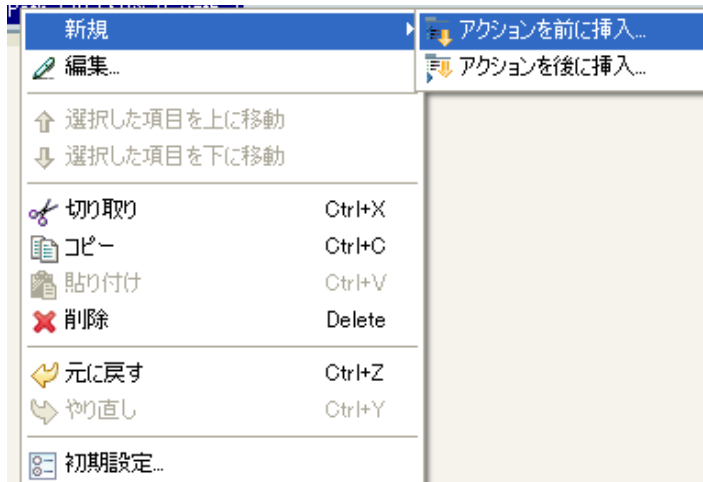 新規
アクションを前に挿入...
編集...
アクションを後に挿入...
選択した項目を上に移動
選択した項目を下に移動
切り取り Ctrl+X
コピー Ctrl+C
貼り付け Ctrl+V
削除 Delete
元に戻す Ctrl+Z
やり直し Ctrl+Y
初期設定...